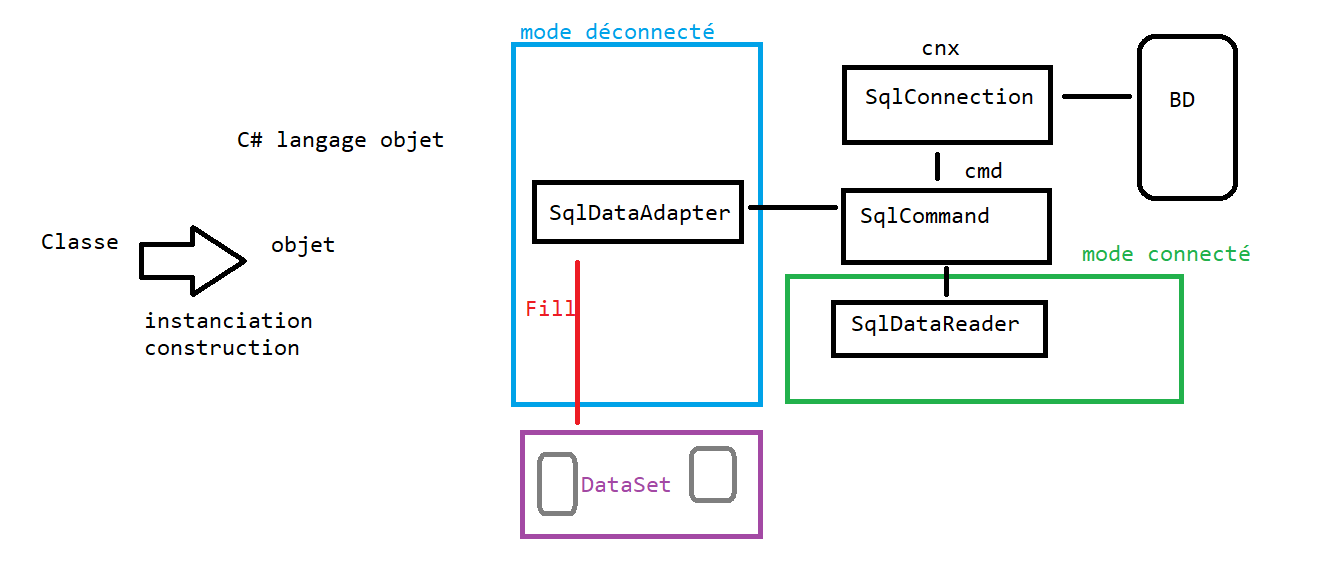 mode déconnecté
cnx
SqlConnection
BD
C# langage objet
cmd
SqlDataAdapter
SqlCommand
Classe
objet
mode connecté
Fill
instanciation
construction
SqlDataReader
DataSet